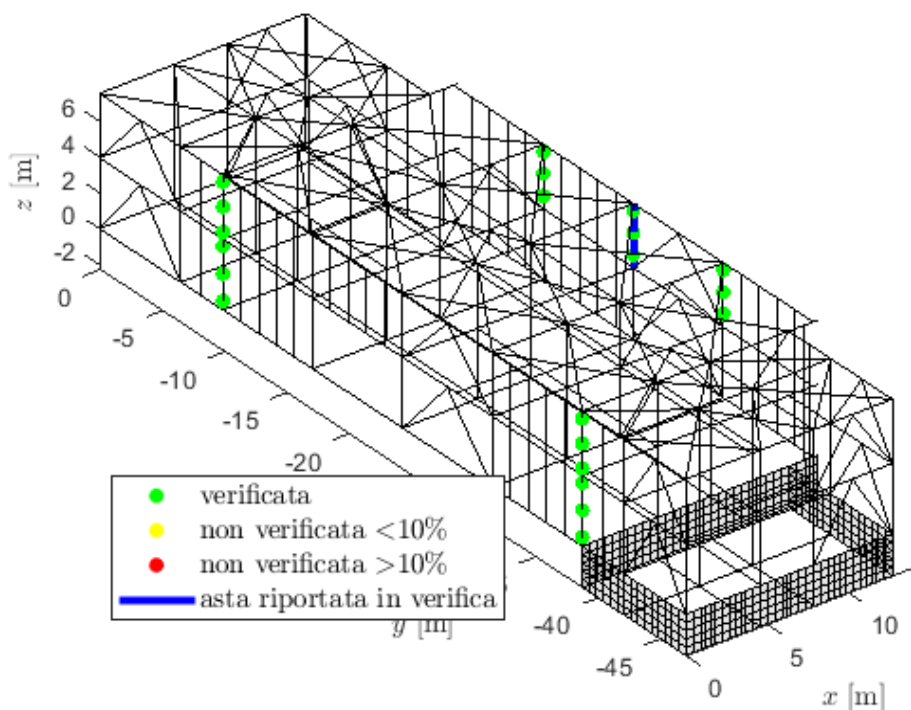 6
4
2
0
-2
z [m]
0
-5
-10
-15
-20
-40
-45
y [m]
0
5
10
x [m]
verificata
non verificata <10%
non verificata >10%
asta riportata in verifica